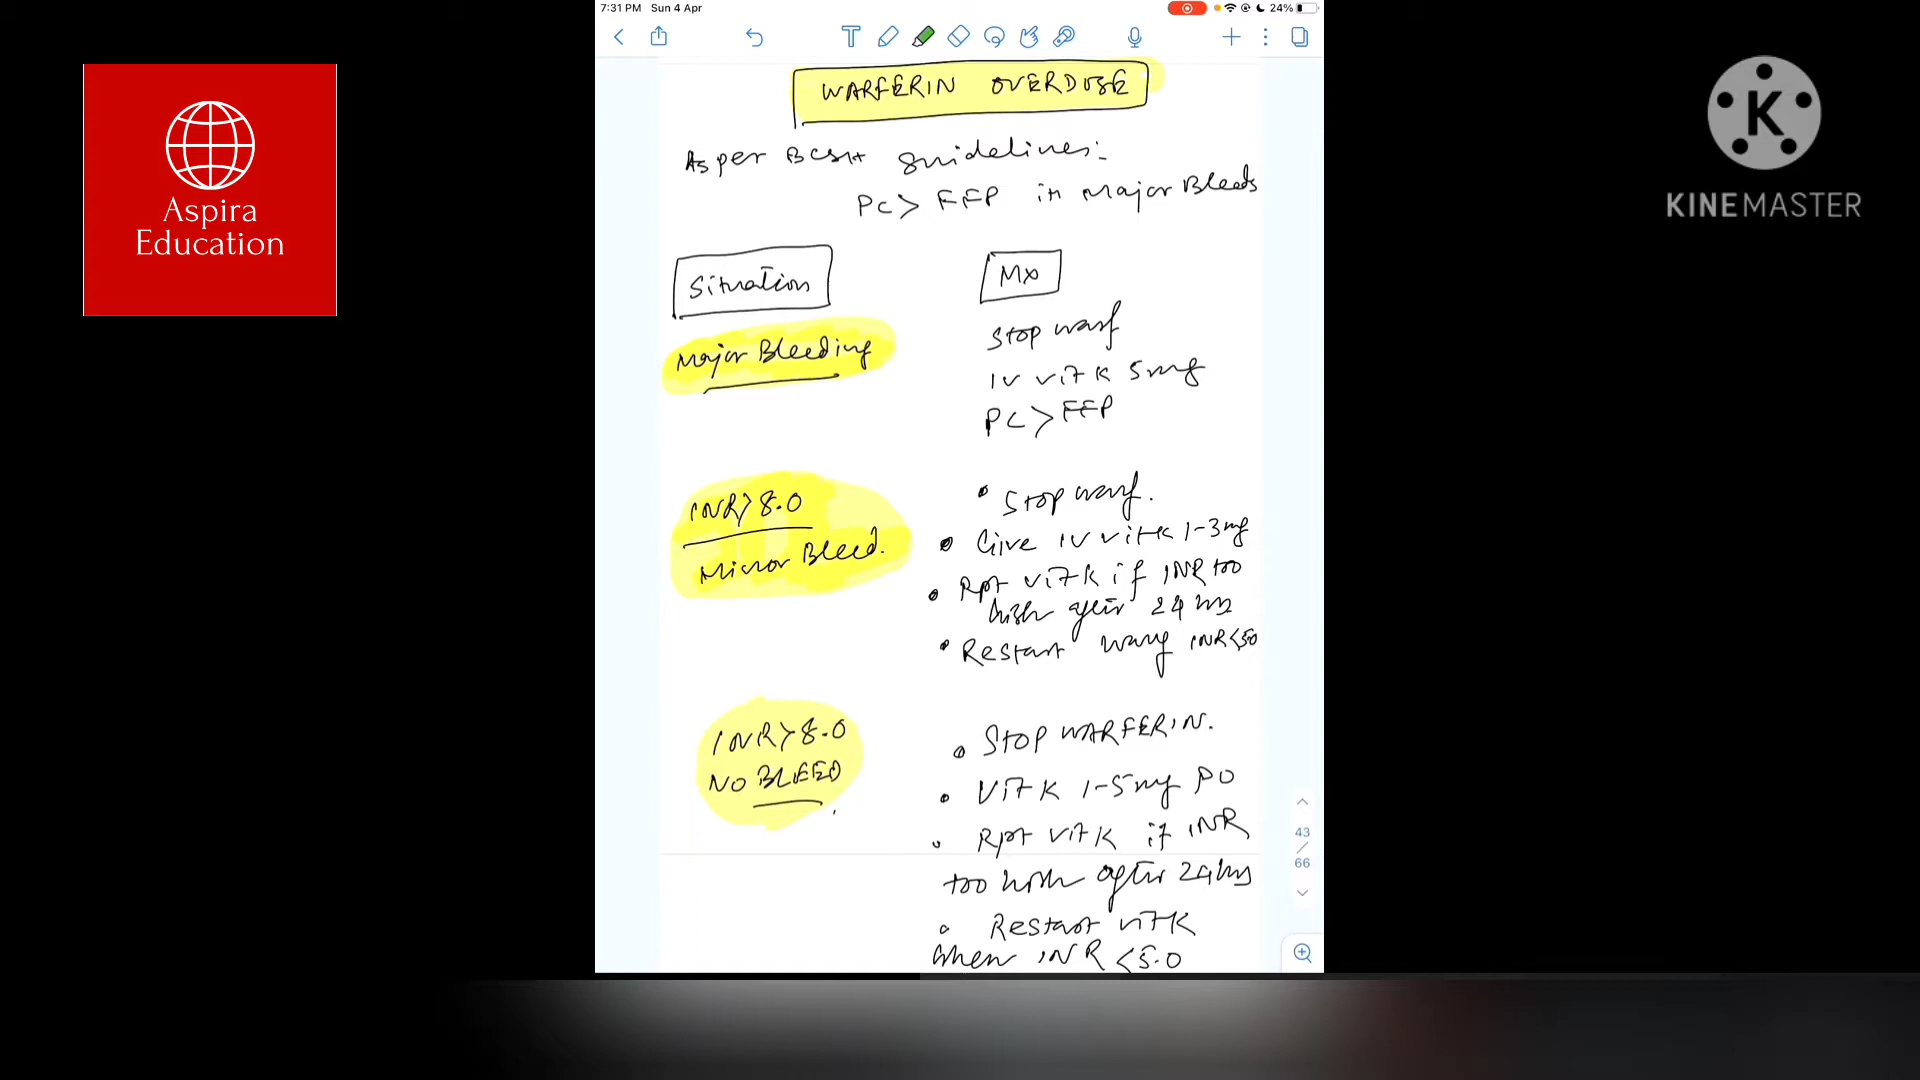 7:31 PM Sun 4 Apr
24%
WARFERIN OVERDOSE
As per BCSH guidelines:-
PC > FFP in Major Bleeds
Situation
Mx
Major Bleeding
Stop warf
IV vit K 5mg
PC > FFP
INR > 8.0
Minor Bleed.
• Stop warf.
• Give IV vit K 1-3mg
• Rpt vit K if INR too
high after 24 hrs
• Restart warf INR<5.0
INR > 8.0
NO BLEED
• STOP WARFERIN.
• Vit K 1-5mg PO
• Rpt vit K if INR
too high after 24hrs
• Restart vit K
when INR <5.0
43
/
66
Aspira
Education
K
KINEMASTER